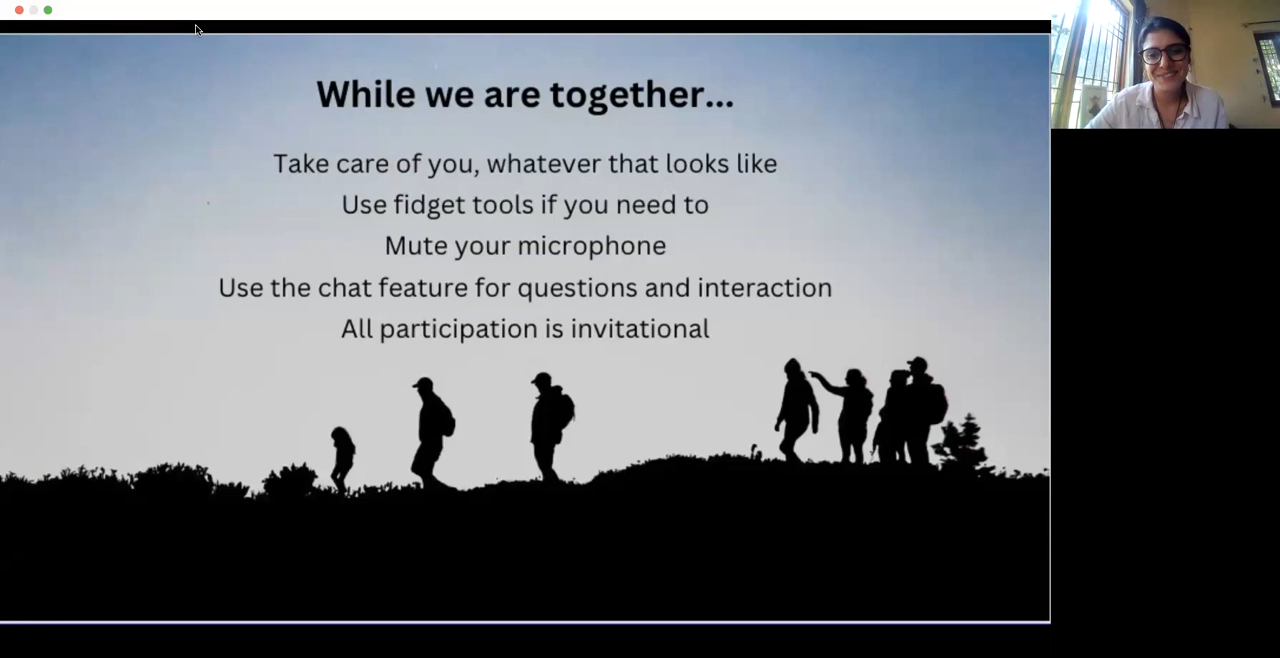 While we are together...
Take care of you, whatever that looks like
Use fidget tools if you need to
Mute your microphone
Use the chat feature for questions and interaction
All participation is invitational